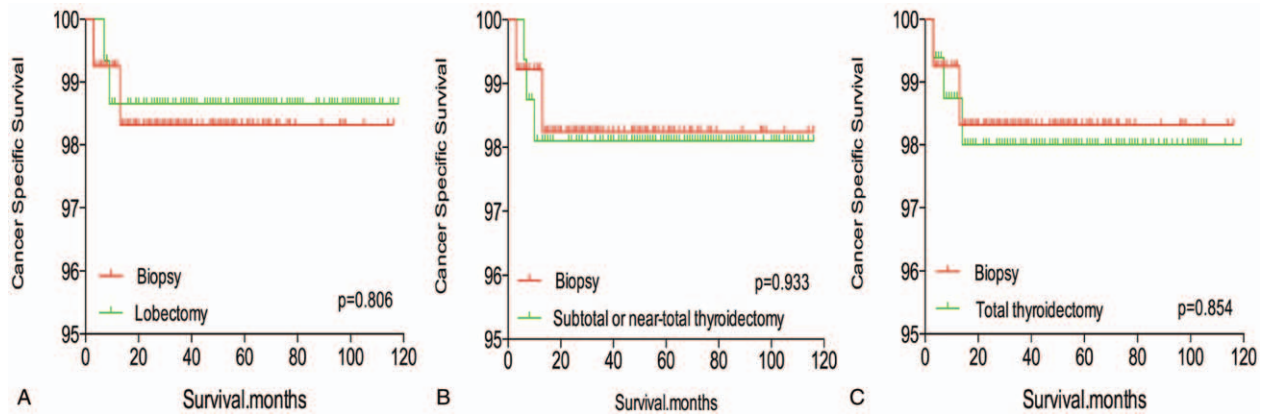 100
99
98
97
96
95
Cancer Specific Survival
Biopsy
Lobectomy
p=0.806
0 20 40 60 80 100 120
A
Survival.months
100
99
98
97
96
95
Cancer Specific Survival
Biopsy
Subtotal or near-total thyroidectomy
p=0.933
0 20 40 60 80 100 120
B
Survival.months
100
99
98
97
96
95
Cancer Specific Survival
Biopsy
Total thyroidectomy
p=0.854
0 20 40 60 80 100 120
C
Survival.months